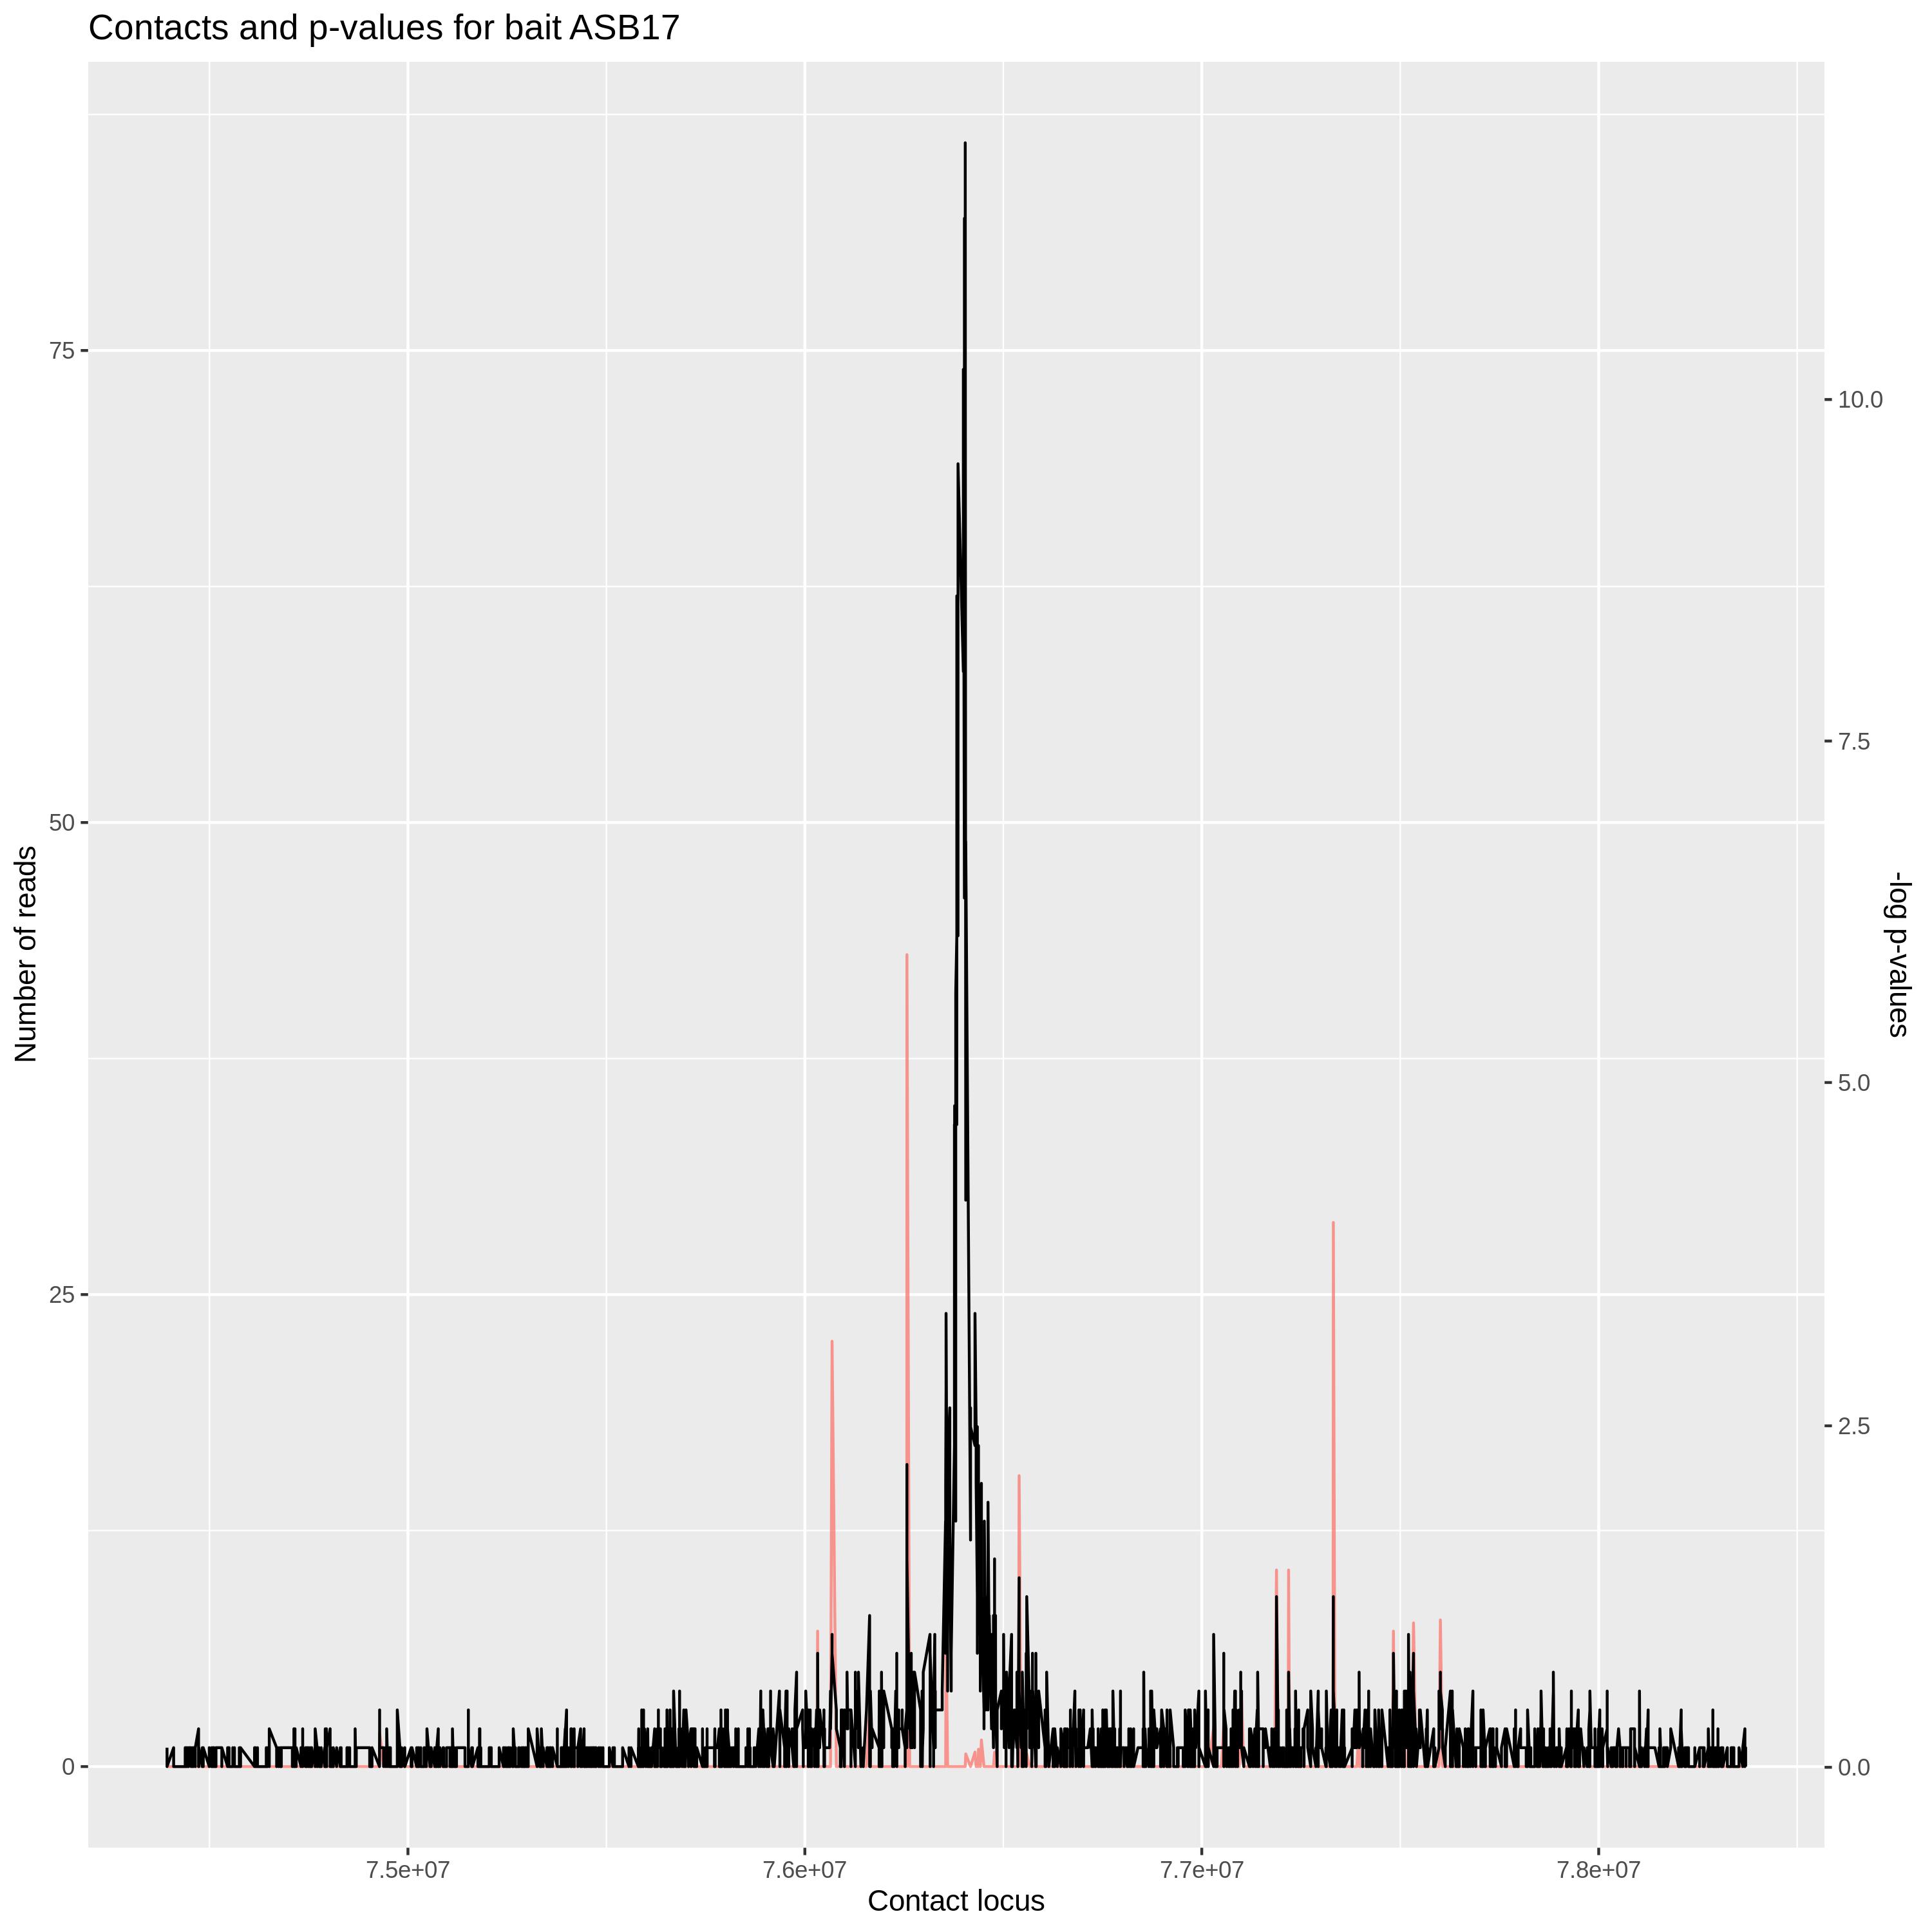 Contacts and p-values for bait ASB17
75
50
25
0
Number of reads
10.0
7.5
5.0
2.5
0.0
-log p-values
7.5e+07
7.6e+07
7.7e+07
7.8e+07
Contact locus